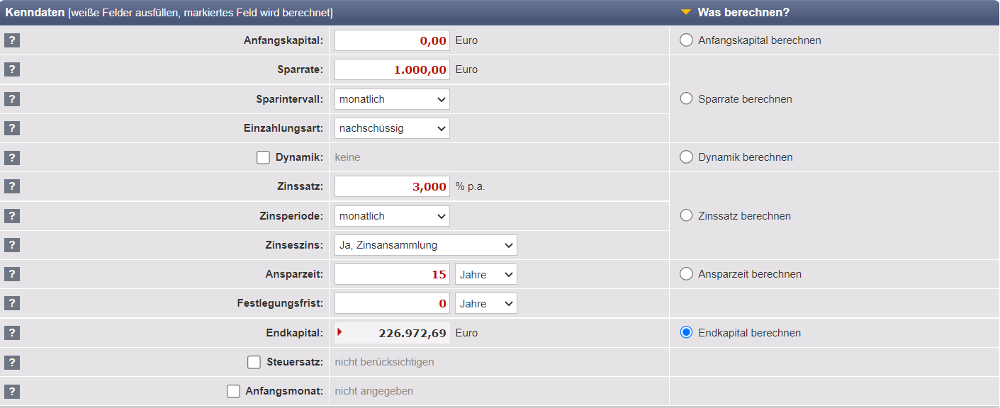 Kenndaten [weiße Felder ausfüllen, markiertes Feld wird berechnet] Was berechnen?
? Anfangskapital: 0,00 Euro Anfangskapital berechnen
? Sparrate: 1.000,00 Euro
? Sparintervall: monatlich Sparrate berechnen
? Einzahlungsart: nachschüssig
? Dynamik: keine Dynamik berechnen
? Zinssatz: 3,000 % p.a.
? Zinsperiode: monatlich Zinssatz berechnen
? Zinseszins: Ja, Zinsansammlung
? Ansparzeit: 15 Jahre Ansparzeit berechnen
? Festlegungsfrist: 0 Jahre
? Endkapital: 226.972,69 Euro Endkapital berechnen
? Steuersatz: nicht berücksichtigen
? Anfangsmonat: nicht angegeben